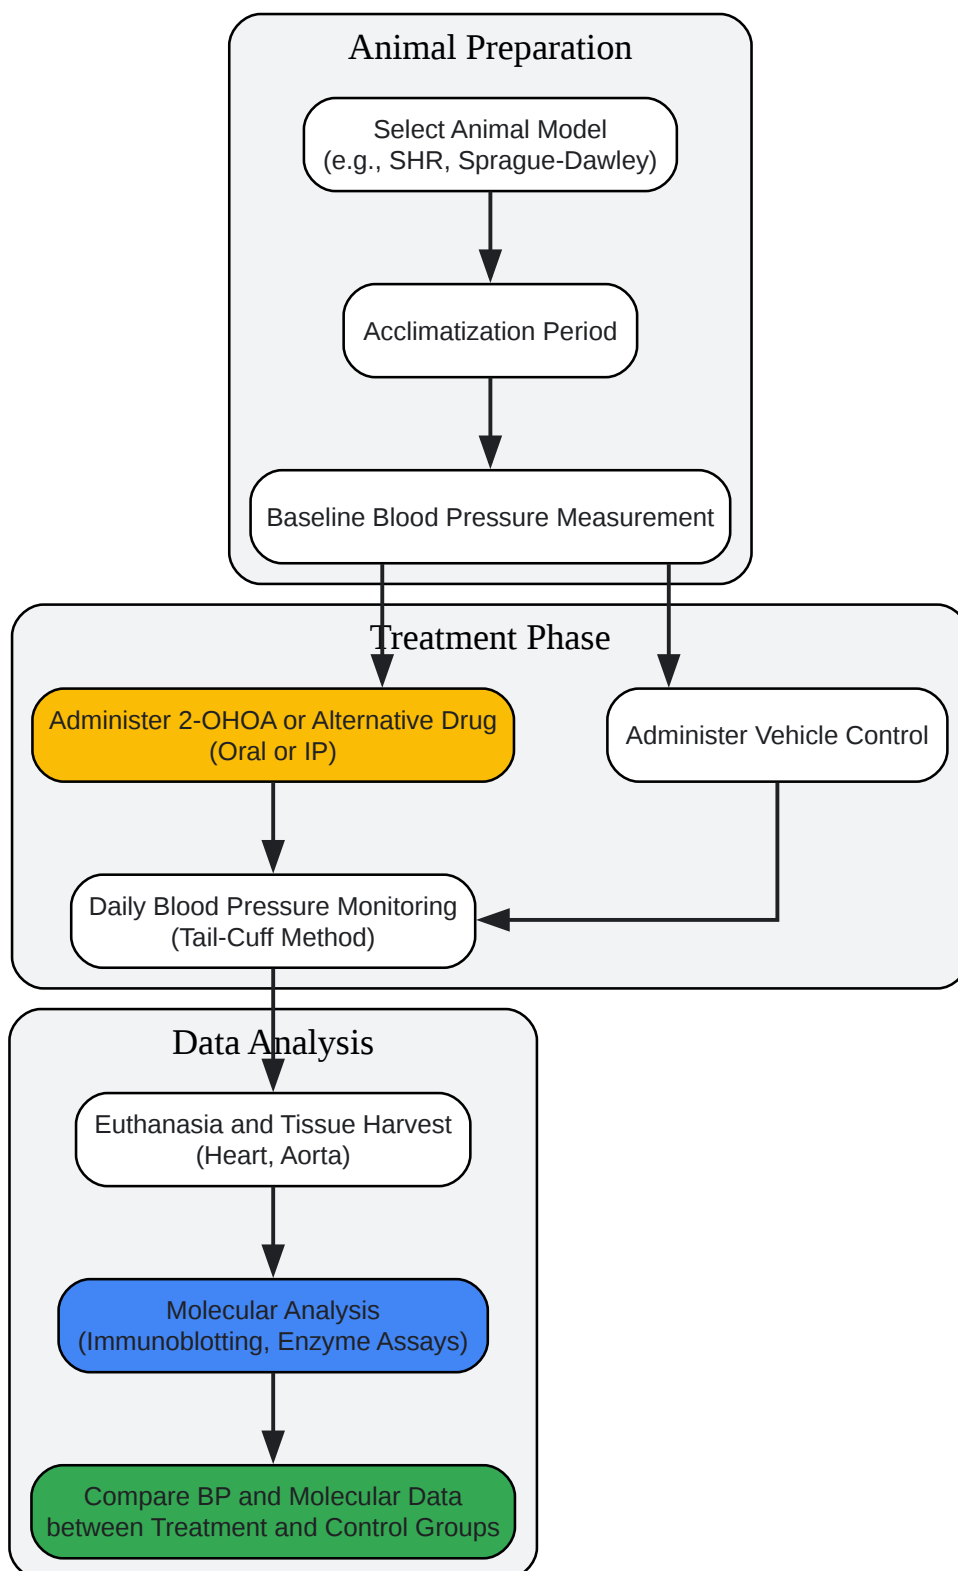 Animal Preparation
Select Animal Model
(e.g., SHR, Sprague-Dawley)
Acclimatization Period
Baseline Blood Pressure Measurement
Treatment Phase
Administer 2-OHOA or Alternative Drug
(Oral or IP)
Administer Vehicle Control
Daily Blood Pressure Monitoring
(Tail-Cuff Method)
Data Analysis
Euthanasia and Tissue Harvest
(Heart, Aorta)
Molecular Analysis
(Immunoblotting, Enzyme Assays)
Compare BP and Molecular Data
between Treatment and Control Groups